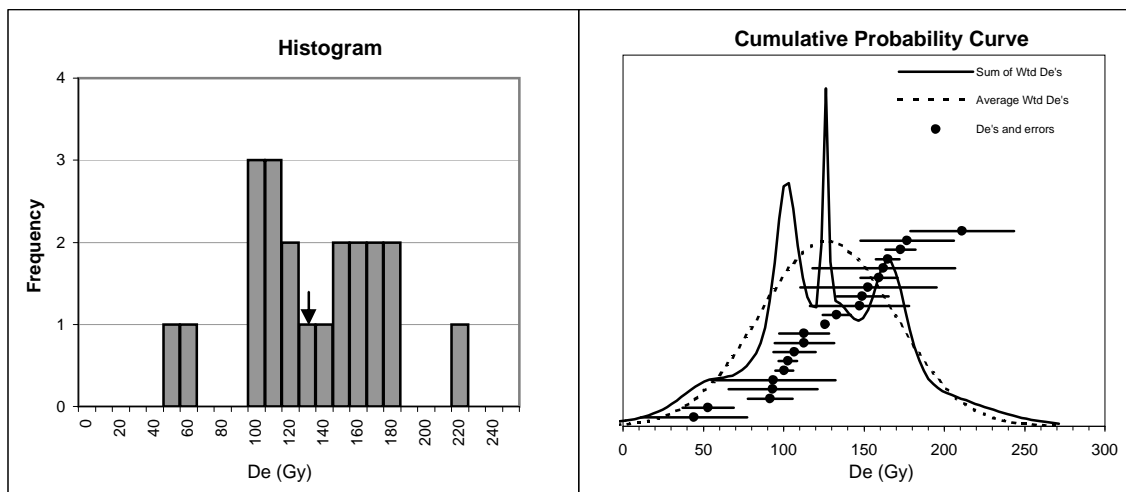 Histogram
4
3
2
1
0
Frequency
0
20
40
60
80
100
120
140
160
180
200
220
240
De (Gy)
Cumulative Probability Curve
Sum of Wtd De's
Average Wtd De's
De's and errors
0 50 100 150 200 250 300
De (Gy)